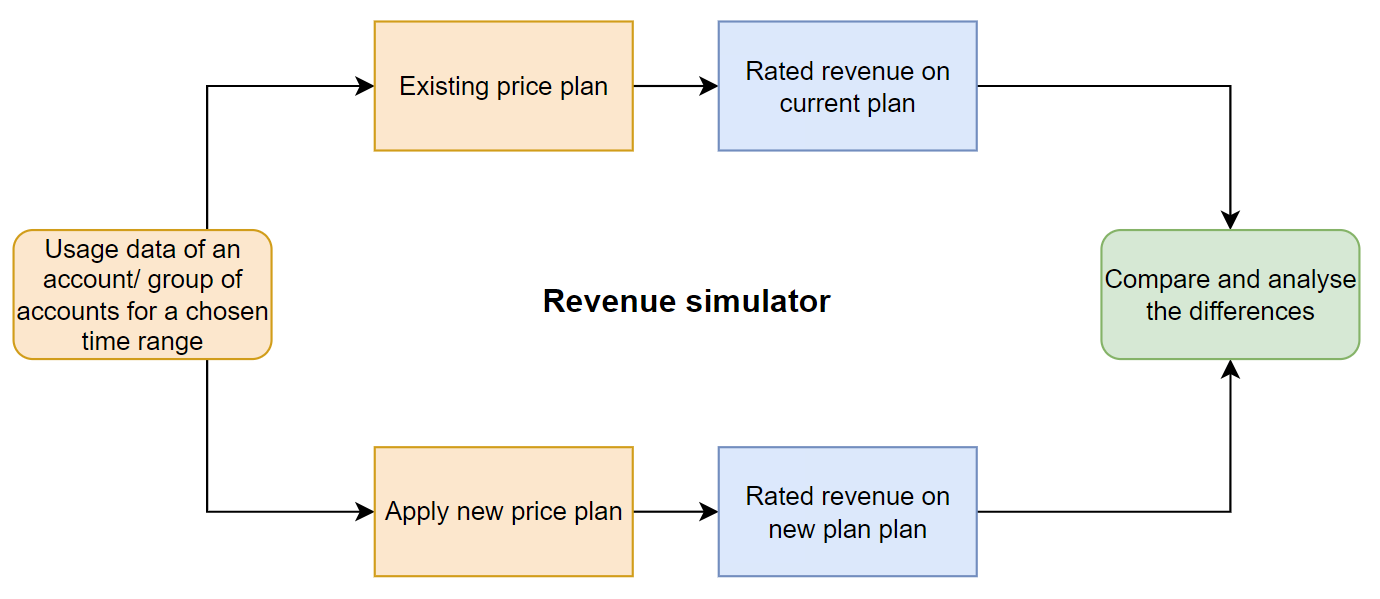 Existing price plan
Rated revenue on
current plan
Usage data of an
account/ group of
accounts for a chosen
time range
Revenue simulator
Compare and analyse
the differences
Apply new price plan
Rated revenue on
new plan plan